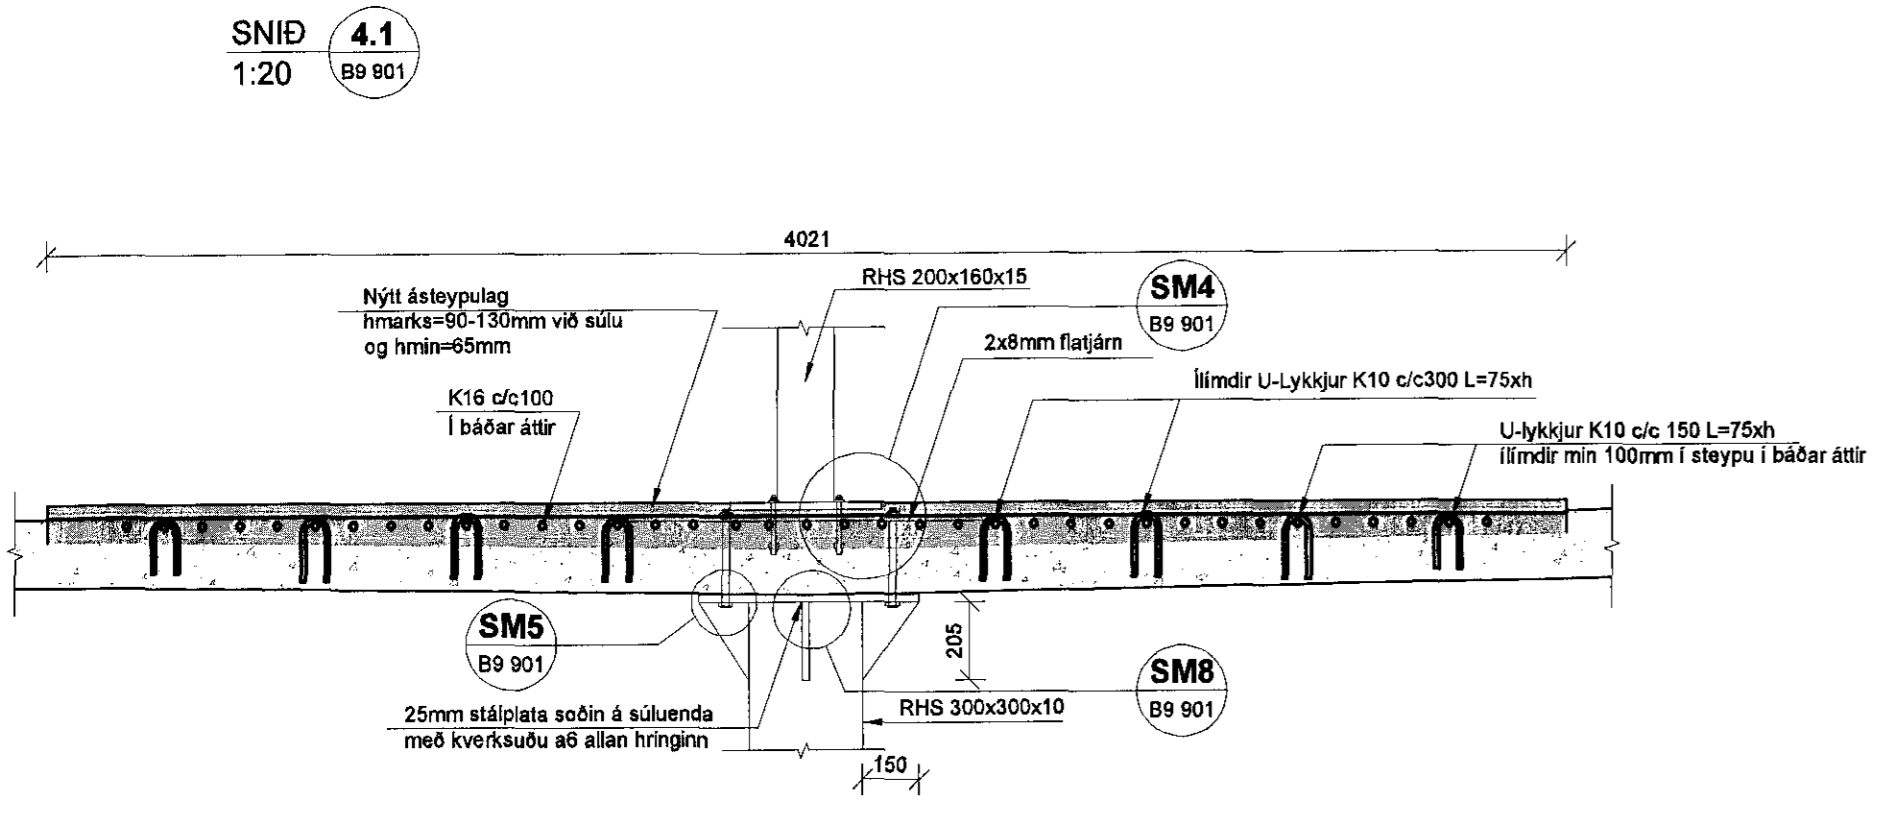 SNIÐ
1:20
4.1
B9 901
4021
RHS 200x160x15
SM4
B9 901
Nýtt ásteypulag
hmarks=90-130mm við súlu
og hmin=65mm
2x8mm flatjárn
Ílímdir U-Lykkjur K10 c/c300 L=75xh
K16 c/c100
Í báðar áttir
U-lykkjur K10 c/c 150 L=75xh
ílímdir min 100mm í steypu í báðar áttir
SM5
B9 901
205
SM8
B9 901
25mm stálplata soðin á súluenda
með kverksuðu a6 allan hringinn
RHS 300x300x10
150